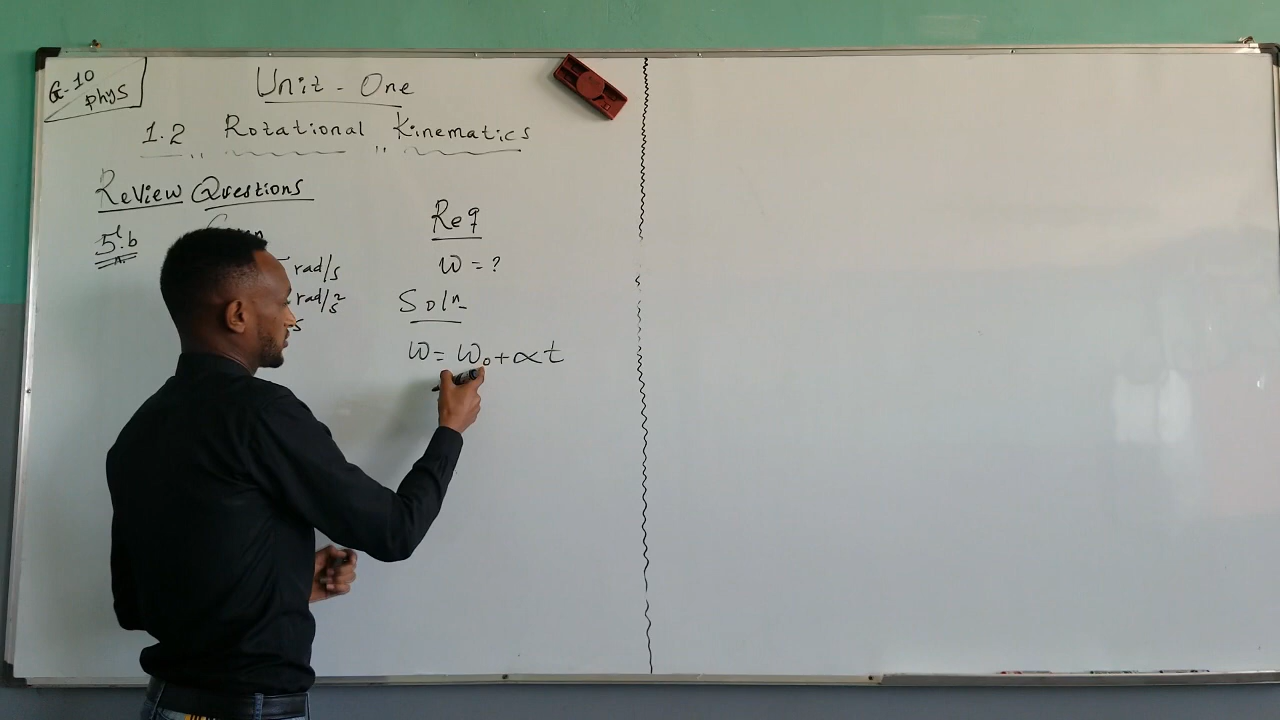 G-10
phys
Unit - One
1.2 Rotational Kinematics
Review Questions
5.b
rad/s
rad/s²
s
Req
ω = ?
Soln
ω = ω₀ + αt